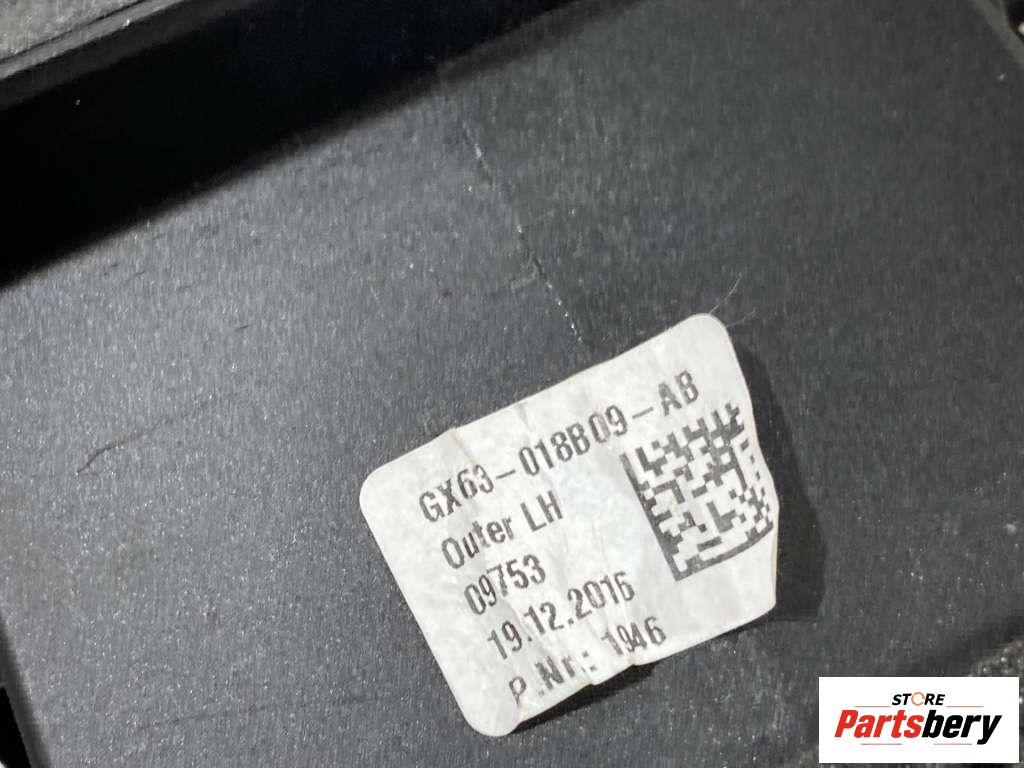 GX63-018B09-AB
Outer LH
09753
19.12.2016
P.Nr.: 1946
STORE
Partsbery